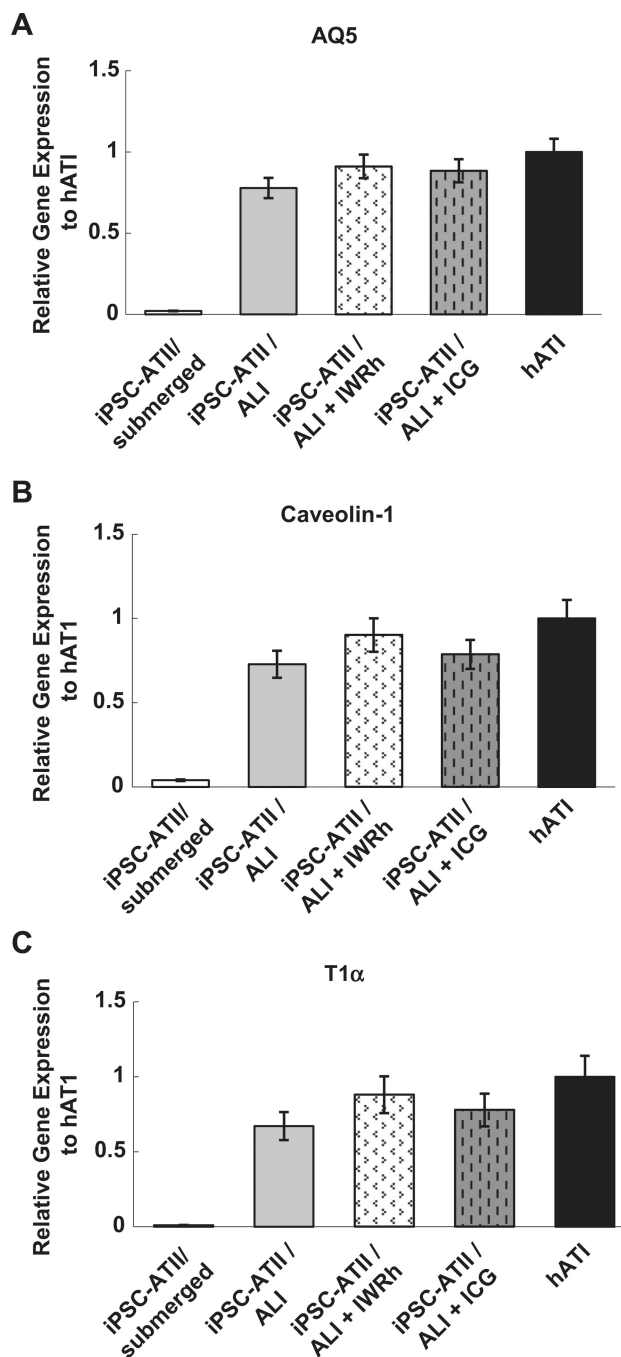 A
AQ5
Relative Gene Expression
to hATI
1.5
1
0.5
0
iPSC-ATII/
submerged
iPSC-ATII /
ALI
iPSC-ATII /
ALI + IWRh
iPSC-ATII /
ALI + ICG
hATI
B
Caveolin-1
Relative Gene Expression
to hAT1
1.5
1
0.5
0
iPSC-ATII/
submerged
iPSC-ATII /
ALI
iPSC-ATII /
ALI + IWRh
iPSC-ATII /
ALI + ICG
hATI
C
T1α
Relative Gene Expression
to hAT1
1.5
1
0.5
0
iPSC-ATII/
submerged
iPSC-ATII /
ALI
iPSC-ATII /
ALI + IWRh
iPSC-ATII /
ALI + ICG
hATI